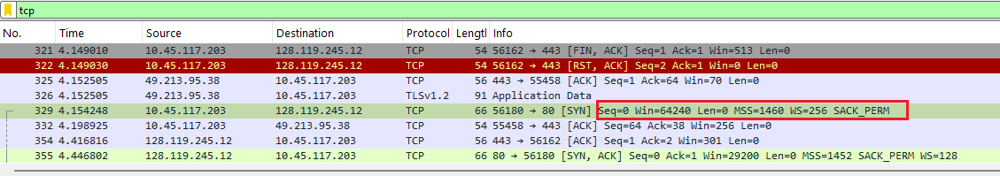 tcp
No. Time Source Destination Protocol Lengtl Info
321 4.149010 10.45.117.203 128.119.245.12 TCP 54 56162 → 443 [FIN, ACK] Seq=1 Ack=1 Win=513 Len=0
322 4.149030 10.45.117.203 128.119.245.12 TCP 54 56162 → 443 [RST, ACK] Seq=2 Ack=1 Win=0 Len=0
325 4.152505 49.213.95.38 10.45.117.203 TCP 56 443 → 55458 [ACK] Seq=1 Ack=64 Win=70 Len=0
326 4.152505 49.213.95.38 10.45.117.203 TLSv1.2 91 Application Data
329 4.154248 10.45.117.203 128.119.245.12 TCP 66 56180 → 80 [SYN] Seq=0 Win=64240 Len=0 MSS=1460 WS=256 SACK_PERM
332 4.198925 10.45.117.203 49.213.95.38 TCP 54 55458 → 443 [ACK] Seq=64 Ack=38 Win=256 Len=0
354 4.416816 128.119.245.12 10.45.117.203 TCP 56 443 → 56162 [ACK] Seq=1 Ack=2 Win=301 Len=0
355 4.446802 128.119.245.12 10.45.117.203 TCP 66 80 → 56180 [SYN, ACK] Seq=0 Ack=1 Win=29200 Len=0 MSS=1452 SACK_PERM WS=128